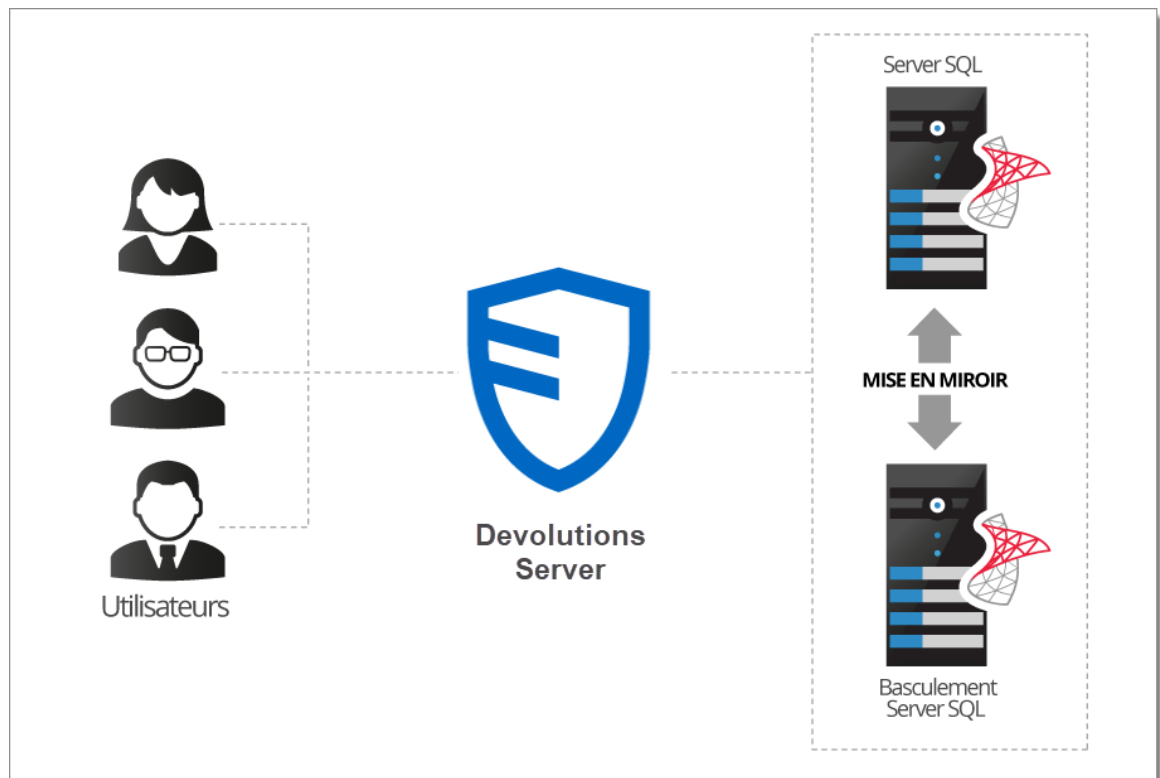 Server SQL
MISE EN MIROIR
Devolutions
Server
Utilisateurs
Basculement
Server SQL